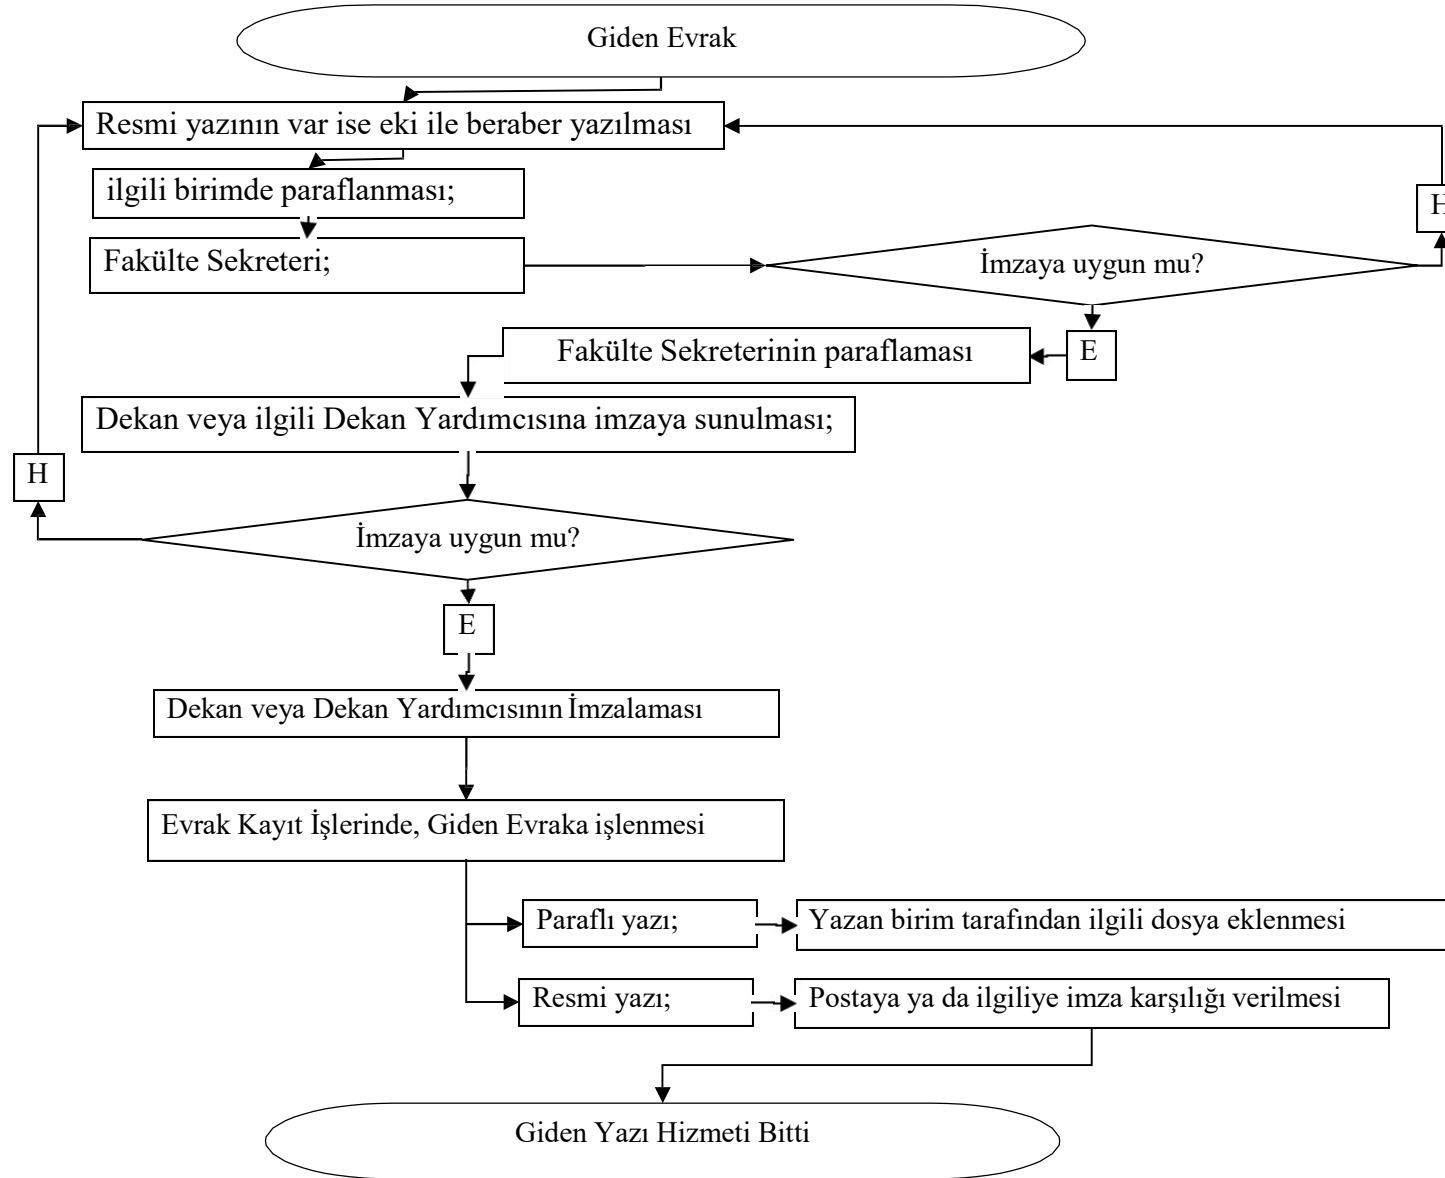 Giden Evrak
Resmi yazının var ise eki ile beraber yazılması
ilgili birimde paraflanması;
H
Fakülte Sekreteri;
İmzaya uygun mu?
Fakülte Sekreterinin paraflaması
E
Dekan veya ilgili Dekan Yardımcısına imzaya sunulması;
H
İmzaya uygun mu?
E
Dekan veya Dekan Yardımcısının İmzalaması
Evrak Kayıt İşlerinde, Giden Evraka işlenmesi
Paraflı yazı;
Yazan birim tarafından ilgili dosya eklenmesi
Resmi yazı;
Postaya ya da ilgiliye imza karşılığı verilmesi
Giden Yazı Hizmeti Bitti